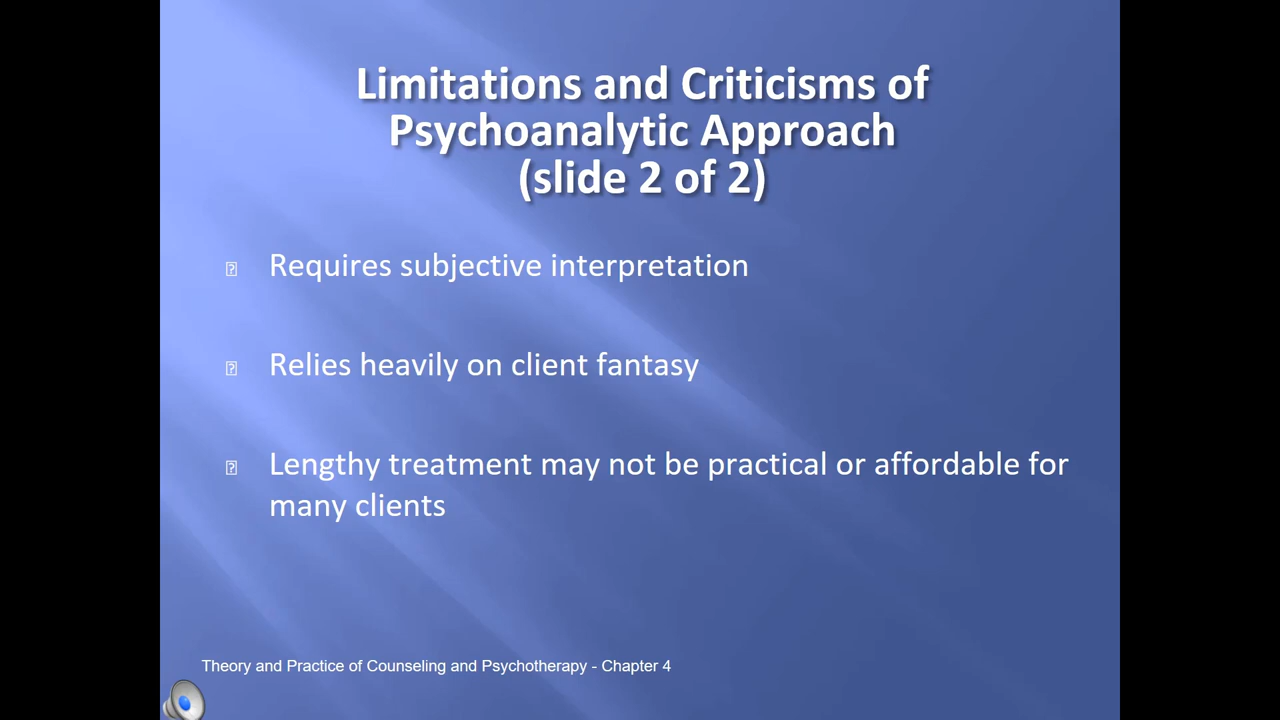 Limitations and Criticisms of
Psychoanalytic Approach
(slide 2 of 2)
Requires subjective interpretation
Relies heavily on client fantasy
Lengthy treatment may not be practical or affordable for
many clients
Theory and Practice of Counseling and Psychotherapy - Chapter 4